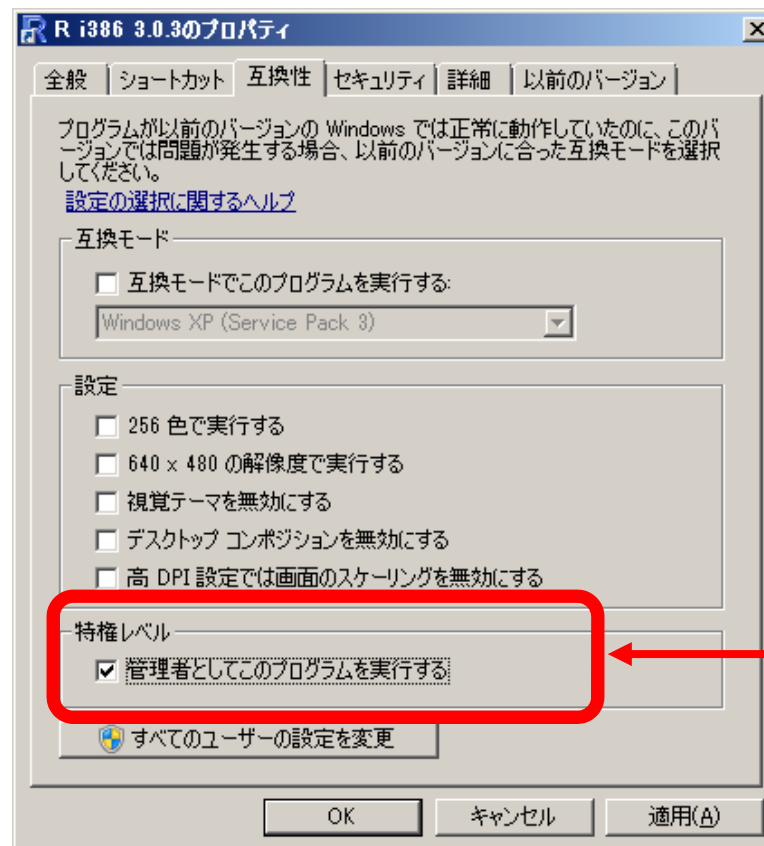 R i386 3.0.3のプロパティ
全般 ショートカット 互換性 セキュリティ 詳細 以前のバージョン
プログラムが以前のバージョンの Windows では正常に動作していたのに、このバ
ージョンでは問題が発生する場合、以前のバージョンに合った互換モードを選択
してください。
設定の選択に関するヘルプ
互換モード
互換モードでこのプログラムを実行する:
Windows XP (Service Pack 3)
設定
256 色で実行する
640 x 480 の解像度で実行する
視覚テーマを無効にする
デスクトップ コンポジションを無効にする
高 DPI 設定では画面のスケーリングを無効にする
特権レベル
管理者としてこのプログラムを実行する
すべてのユーザーの設定を変更
OK キャンセル 適用(A)